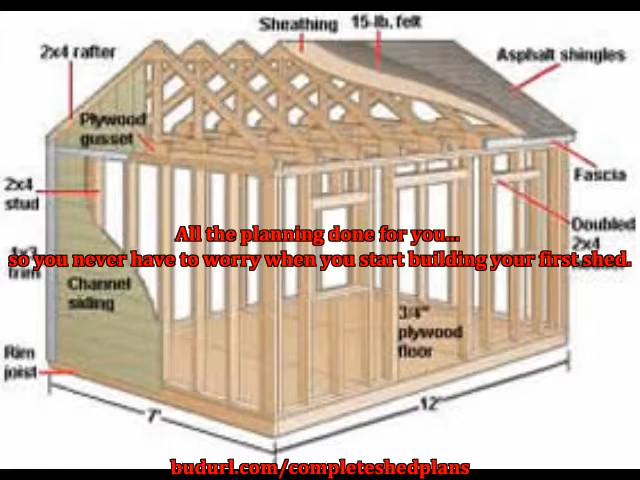 Sheathing
15-lb. felt
2x4 rafter
Asphalt shingles
Plywood
gusset
Fascia
2x4
stud
Doubled
2x4
All the planning done for you...
so you never have to worry when you start building your first shed.
trim
Channel
siding
3/4"
plywood
floor
Rim
joist
7'
12'
budurl.com/completeshedplans